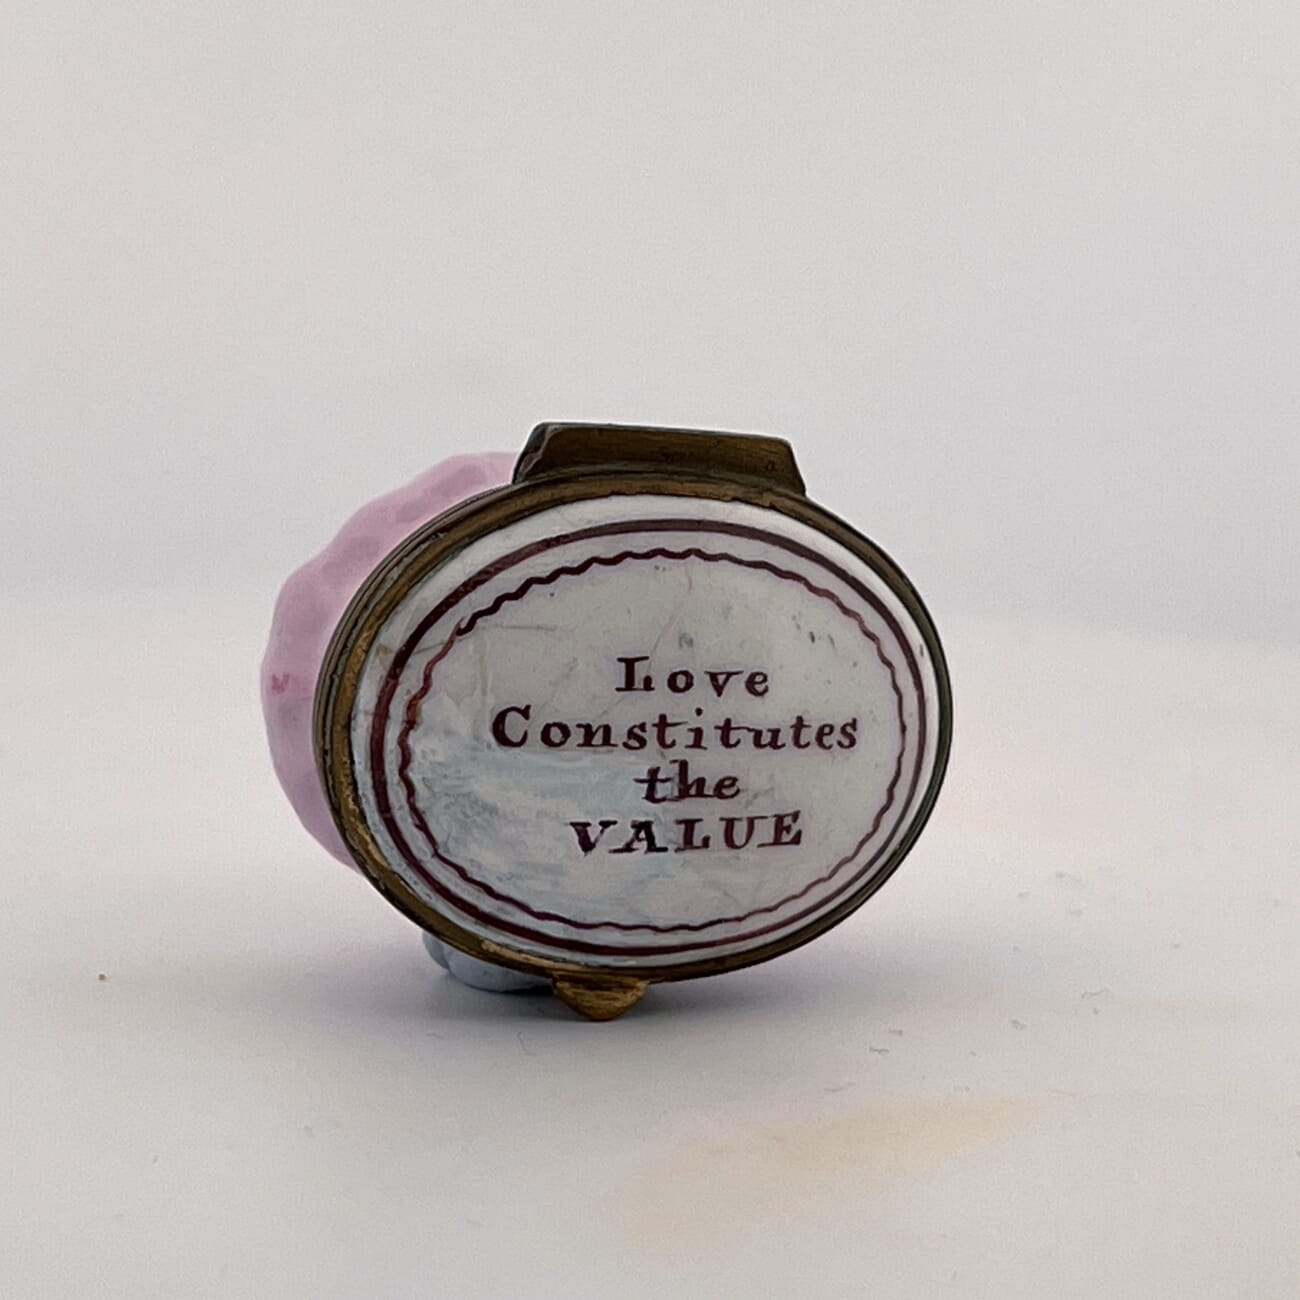 Love
Constitutes
the
VALUE